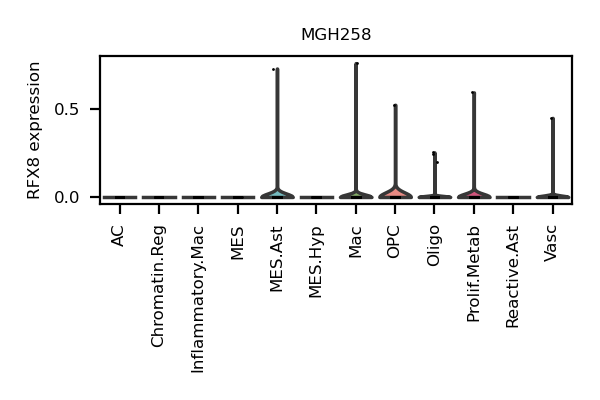 MGH258
RFX8 expression
0.5
0.0
AC
Chromatin.Reg
Inflammatory.Mac
MES
MES.Ast
MES.Hyp
Mac
OPC
Oligo
Prolif.Metab
Reactive.Ast
Vasc